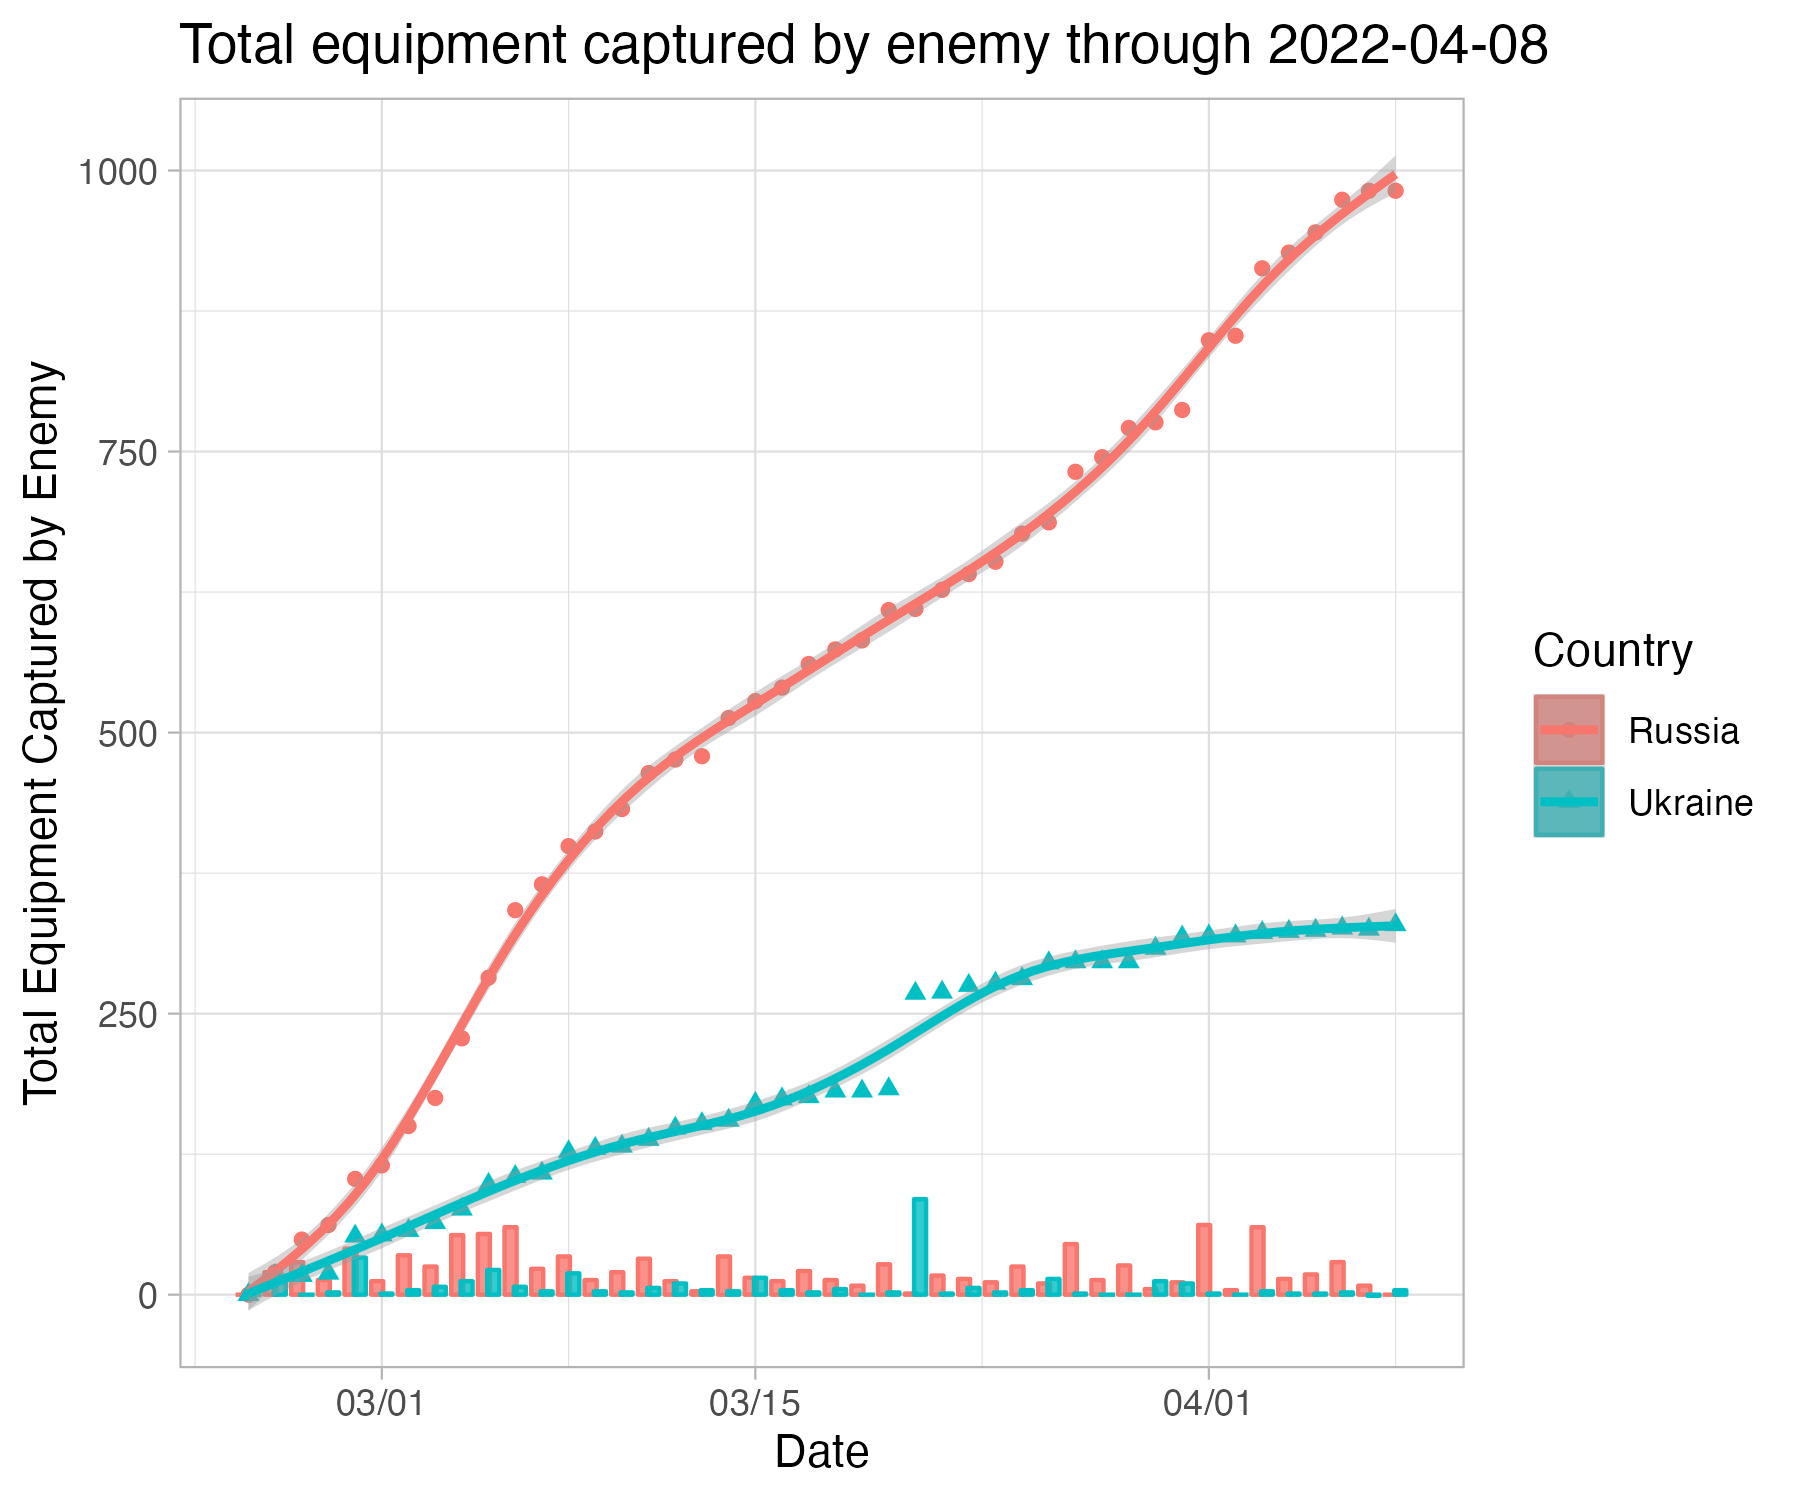 Total equipment captured by enemy through 2022-04-08
Total Equipment Captured by Enemy
1000
750
500
250
0
03/01
03/15
04/01
Date
Country
Russia
Ukraine